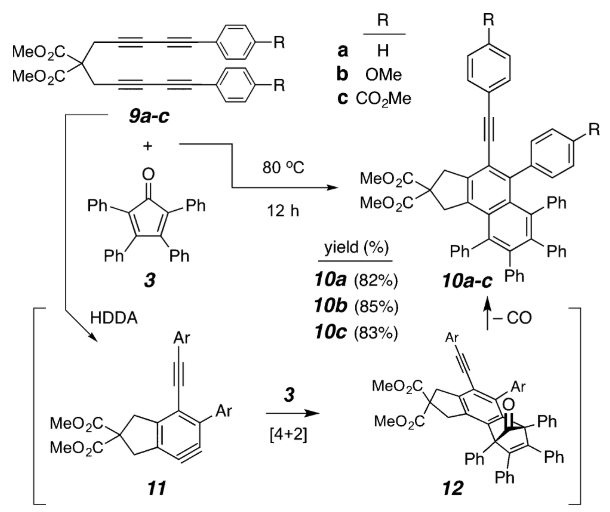 R
R
a H
b OMe
c CO₂Me
MeO₂C
MeO₂C
R
R
9a-c
+
O
Ph Ph
Ph Ph
3
80 ºC
12 h
R
R
MeO₂C
MeO₂C
Ph
Ph
Ph
Ph
10a-c
yield (%)
10a (82%)
10b (85%)
10c (83%)
HDDA
– CO
Ar
Ar
MeO₂C
MeO₂C
11
3
[4+2]
Ar
Ar
O
MeO₂C
MeO₂C
Ph
Ph
Ph
Ph
12